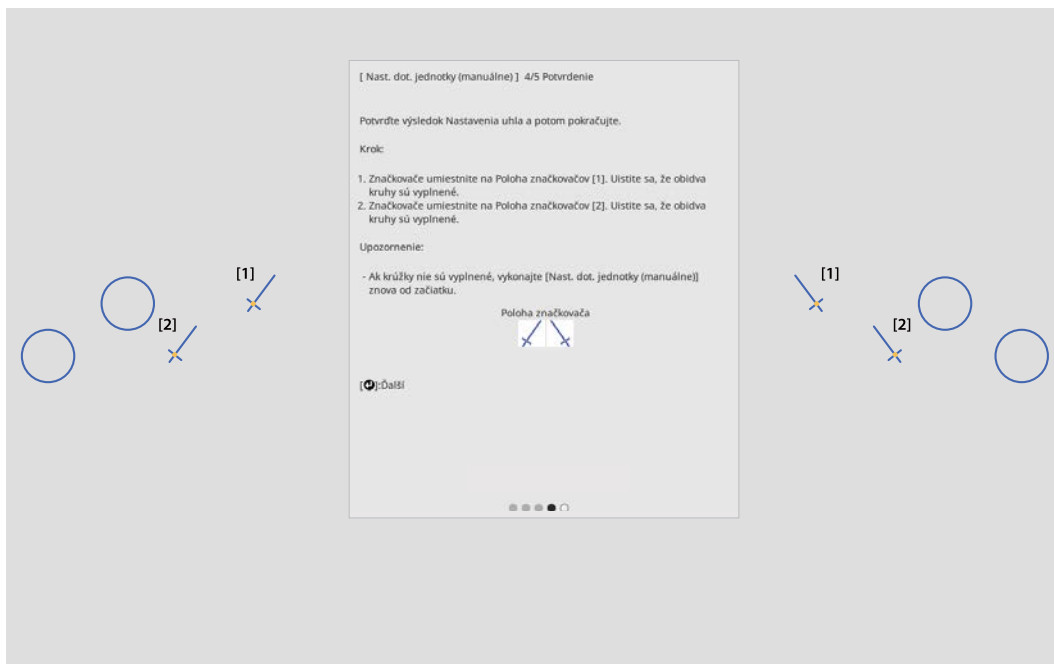 [ Nast. dot. jednotky (manuálne) ] 4/5 Potvrdenie
Potvrďte výsledok Nastavenia uhla a potom pokračujte.
Krok:
1. Značkovače umiestnite na Poloha značkovačov [1]. Uistite sa, že obidva
kruhy sú vyplnené.
2. Značkovače umiestnite na Poloha značkovačov [2]. Uistite sa, že obidva
kruhy sú vyplnené.
Upozornenie:
- Ak krúžky nie sú vyplnené, vykonajte [Nast. dot. jednotky (manuálne)]
znova od začiatku.
Poloha značkovača
[ ]:Ďalší
[1]
[2]
[1]
[2]